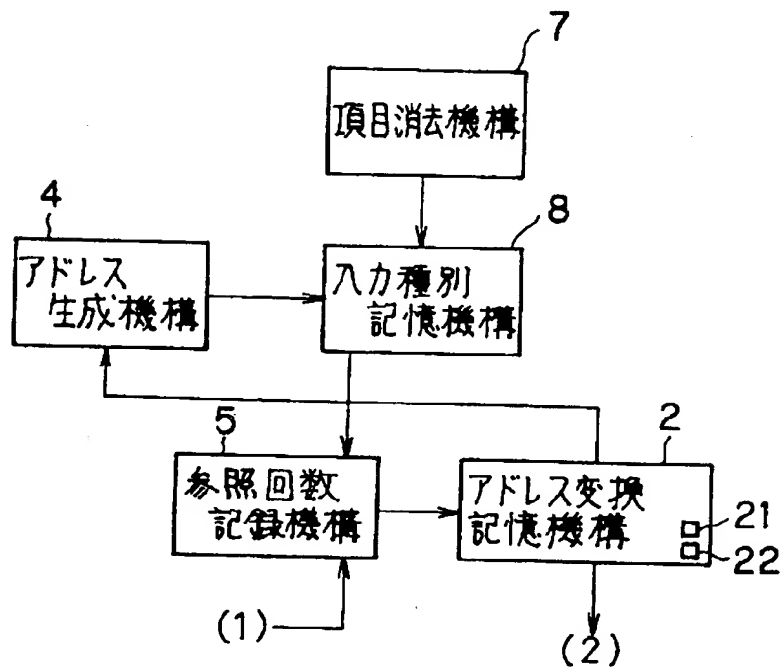 7
項目消去機構
4
8
アドレス
生成機構
入力種別
記憶機構
5
2
参照回数
記録機構
アドレス変換
記憶機構
21
22
(1)
(2)